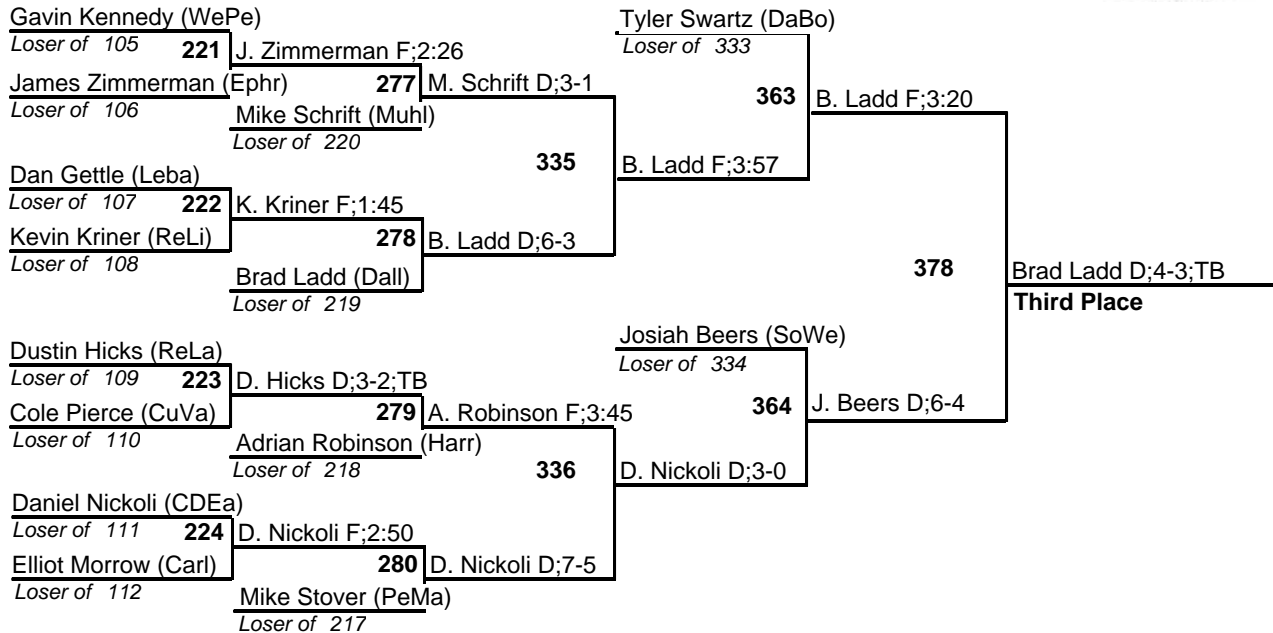 Gavin Kennedy (WePe)
Loser of 105
221
J. Zimmerman F;2:26
James Zimmerman (Ephr)
Loser of 106
277
M. Schrift D;3-1
Mike Schrift (Muhl)
Loser of 220
335
B. Ladd F;3:57
Dan Gettle (Leba)
Loser of 107
222
K. Kriner F;1:45
Kevin Kriner (ReLi)
Loser of 108
278
B. Ladd D;6-3
Brad Ladd (Dall)
Loser of 219
Tyler Swartz (DaBo)
Loser of 333
363
B. Ladd F;3:20
378
Brad Ladd D;4-3;TB
Third Place
Dustin Hicks (ReLa)
Loser of 109
223
D. Hicks D;3-2;TB
Cole Pierce (CuVa)
Loser of 110
279
A. Robinson F;3:45
Adrian Robinson (Harr)
Loser of 218
336
D. Nickoli D;3-0
Daniel Nickoli (CDEa)
Loser of 111
224
D. Nickoli F;2:50
Elliot Morrow (Carl)
Loser of 112
280
D. Nickoli D;7-5
Mike Stover (PeMa)
Loser of 217
Josiah Beers (SoWe)
Loser of 334
364
J. Beers D;6-4